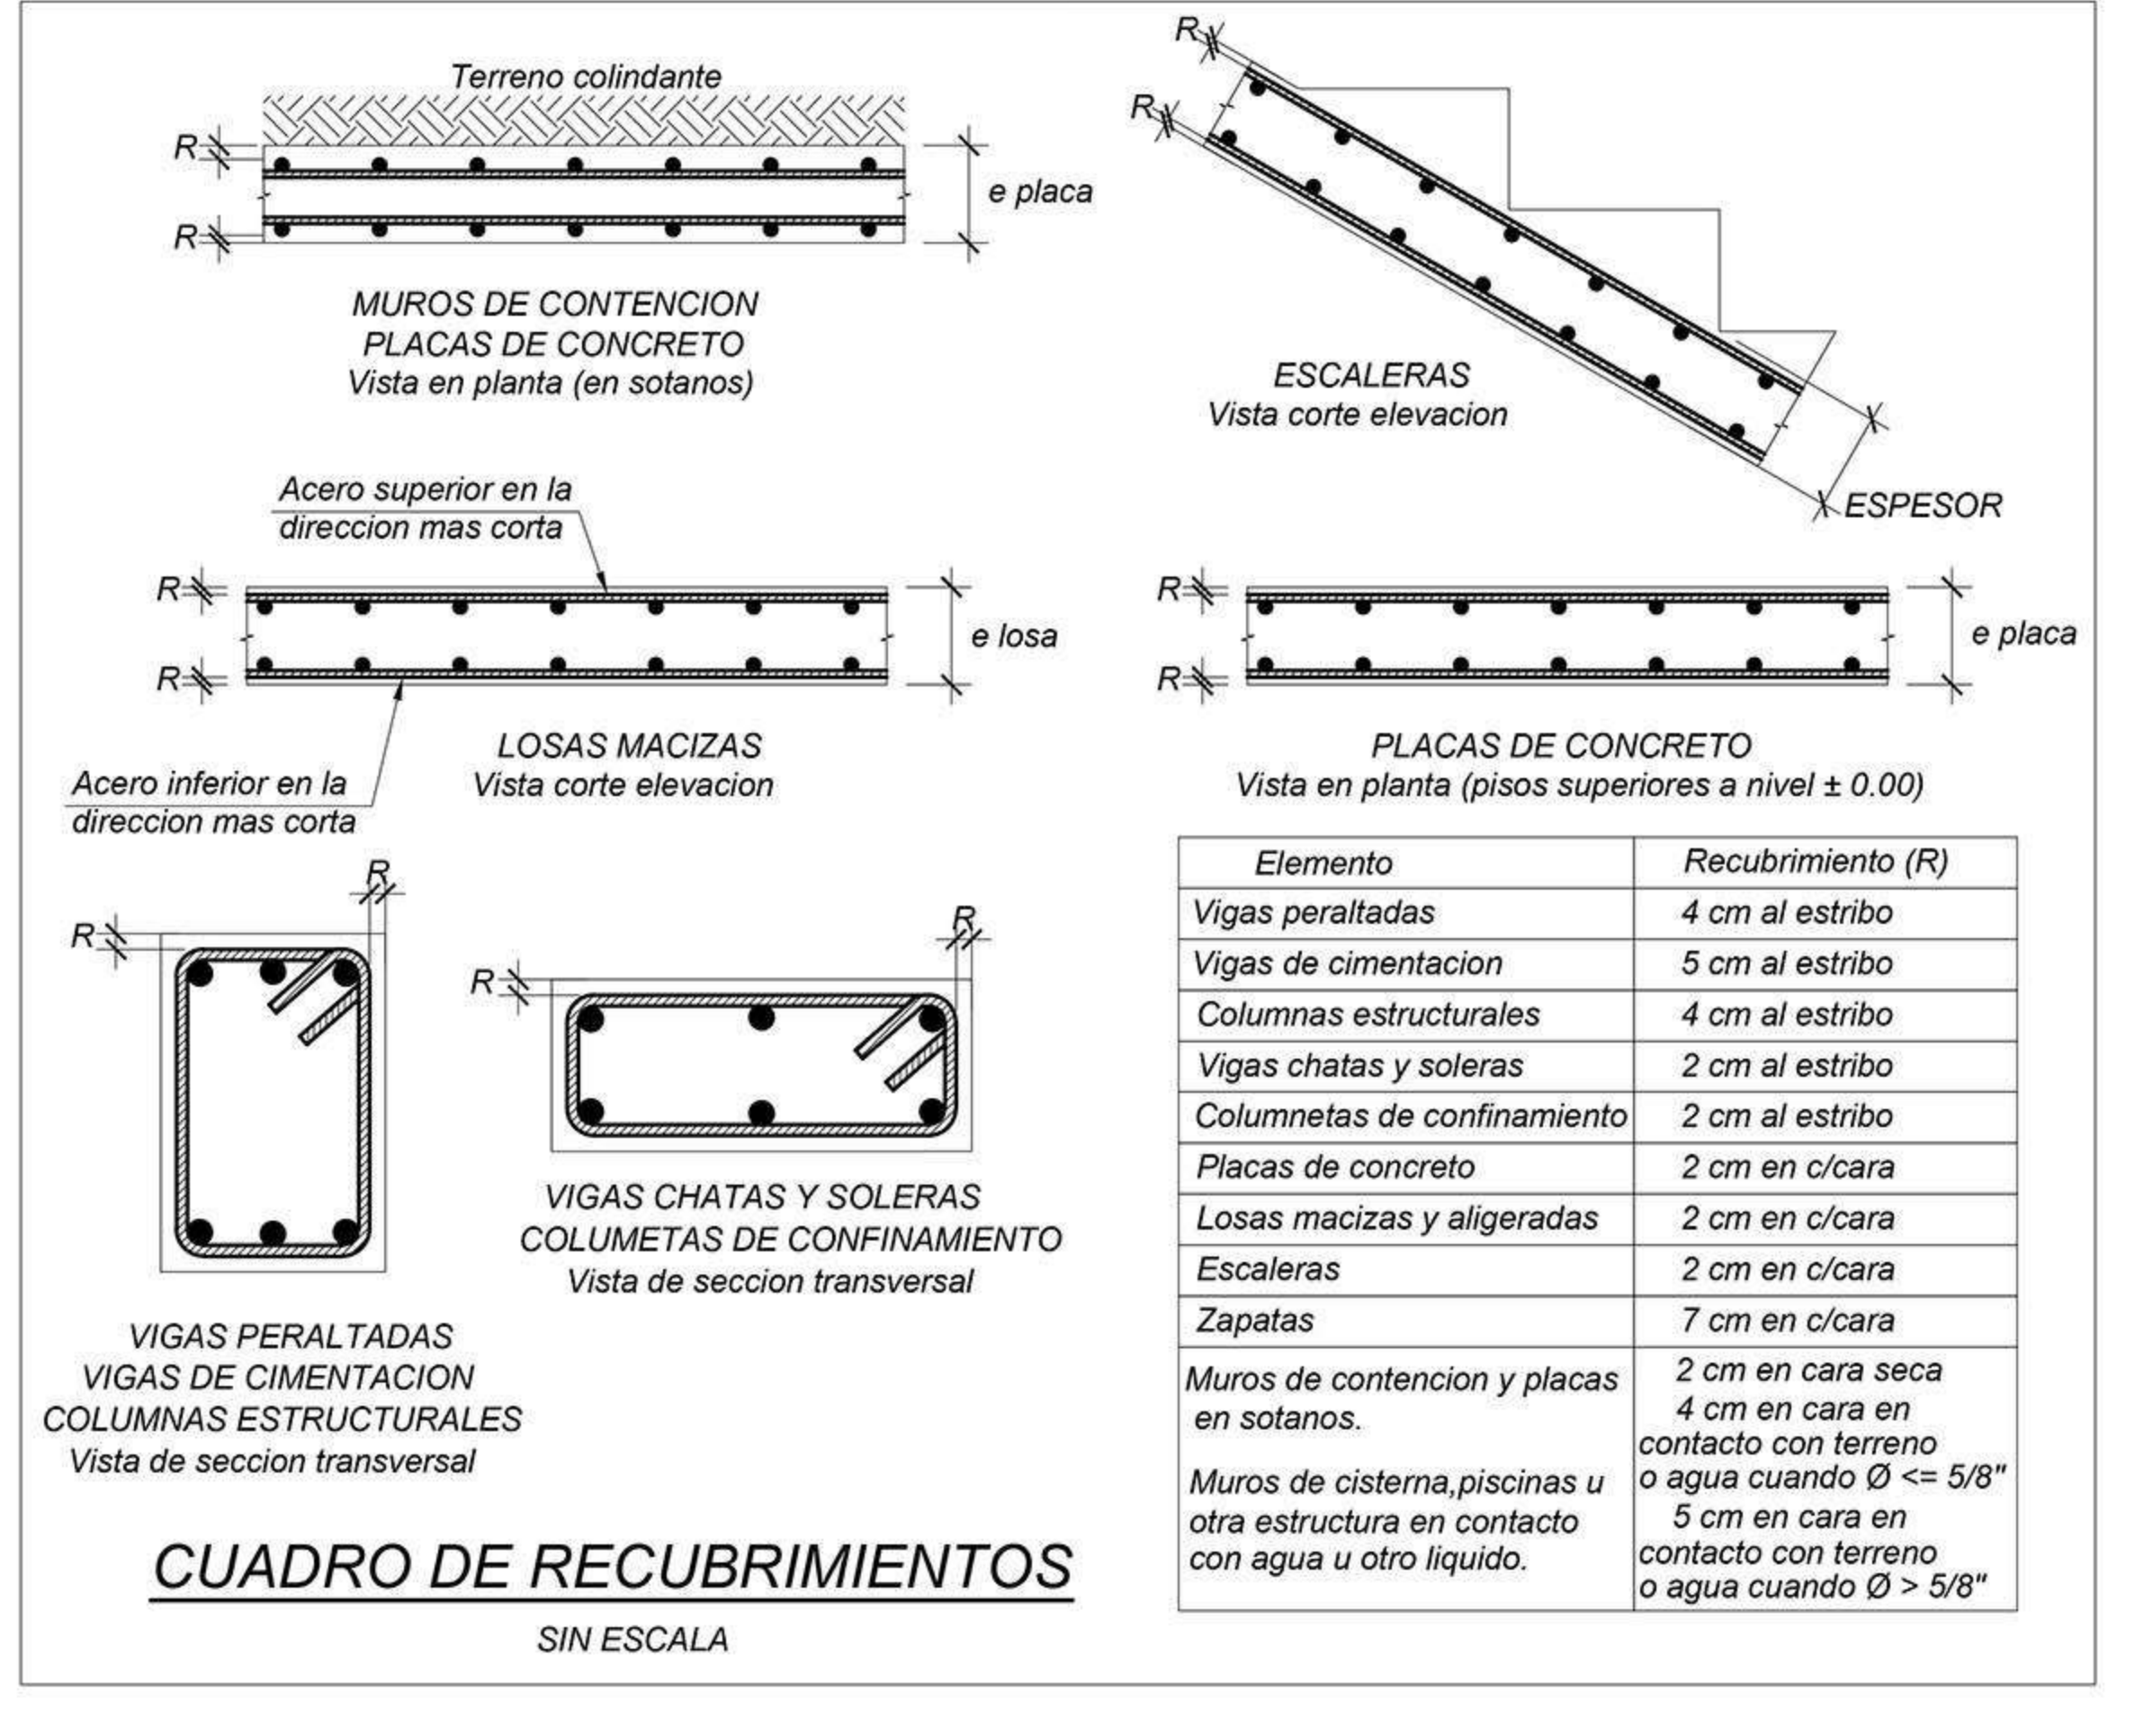 Terreno colindante
R
R
e placa
MUROS DE CONTENCION
PLACAS DE CONCRETO
Vista en planta (en sotanos)
R
R
ESCALERAS
Vista corte elevacion
ESPESOR
Acero superior en la
direccion mas corta
R
R
e losa
LOSAS MACIZAS
Vista corte elevacion
Acero inferior en la
direccion mas corta
R
R
e placa
PLACAS DE CONCRETO
Vista en planta (pisos superiores a nivel ± 0.00)
R
R
VIGAS PERALTADAS
VIGAS DE CIMENTACION
COLUMNAS ESTRUCTURALES
Vista de seccion transversal
R
R
VIGAS CHATAS Y SOLERAS
COLUMETAS DE CONFINAMIENTO
Vista de seccion transversal
Elemento Recubrimiento (R)
Vigas peraltadas 4 cm al estribo
Vigas de cimentacion 5 cm al estribo
Columnas estructurales 4 cm al estribo
Vigas chatas y soleras 2 cm al estribo
Columnetas de confinamiento 2 cm al estribo
Placas de concreto 2 cm en c/cara
Losas macizas y aligeradas 2 cm en c/cara
Escaleras 2 cm en c/cara
Zapatas 7 cm en c/cara
Muros de contencion y placas
en sotanos.
Muros de cisterna,piscinas u
otra estructura en contacto
con agua u otro liquido.
2 cm en cara seca
4 cm en cara en
contacto con terreno
o agua cuando Ø <= 5/8"
5 cm en cara en
contacto con terreno
o agua cuando Ø > 5/8"
CUADRO DE RECUBRIMIENTOS
SIN ESCALA